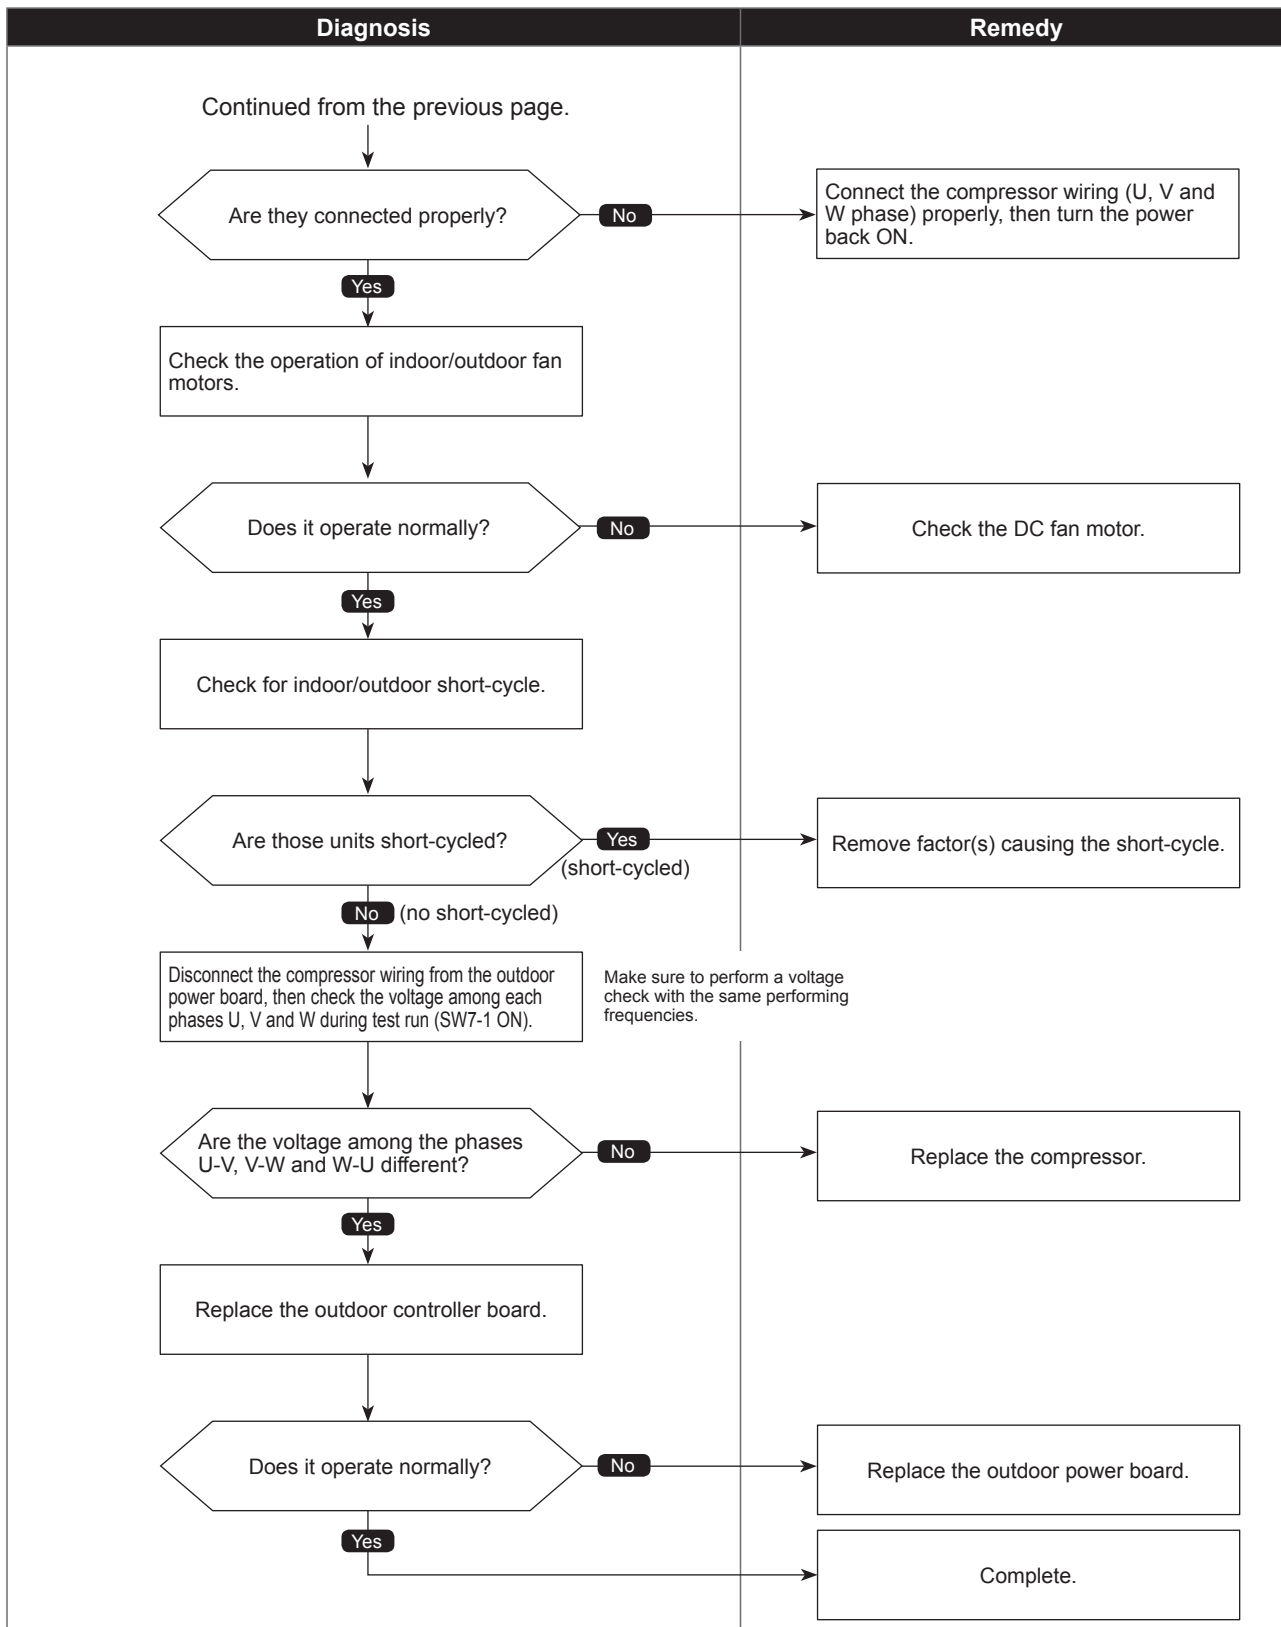 Diagnosis
Remedy
Continued from the previous page.
Are they connected properly?
No
Connect the compressor wiring (U, V and
W phase) properly, then turn the power
back ON.
Yes
Check the operation of indoor/outdoor fan
motors.
Does it operate normally?
No
Check the DC fan motor.
Yes
Check for indoor/outdoor short-cycle.
Are those units short-cycled?
Yes
(short-cycled)
Remove factor(s) causing the short-cycle.
No (no short-cycled)
Disconnect the compressor wiring from the outdoor
power board, then check the voltage among each
phases U, V and W during test run (SW7-1 ON).
Make sure to perform a voltage
check with the same performing
frequencies.
Are the voltage among the phases
U-V, V-W and W-U different?
No
Replace the compressor.
Yes
Replace the outdoor controller board.
Does it operate normally?
No
Replace the outdoor power board.
Yes
Complete.